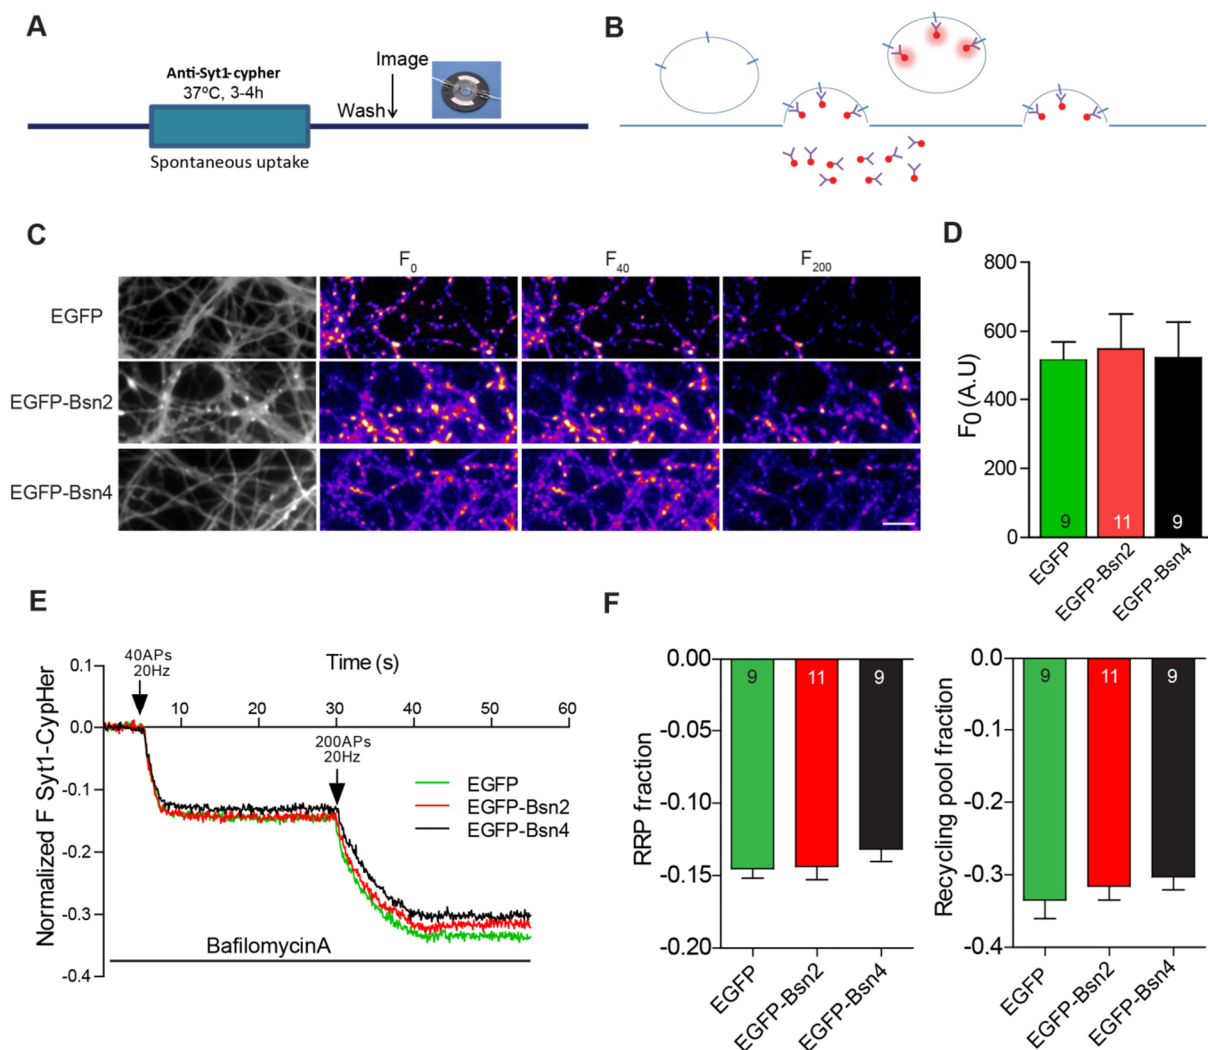 A
Anti-Syt1-cypher
37ºC, 3-4h
Image
Wash
Spontaneous uptake
B
C
F0
F40
F200
EGFP
EGFP-Bsn2
EGFP-Bsn4
D
800
600
400
200
0
F0 (A.U)
9
11
9
EGFP
EGFP-Bsn2
EGFP-Bsn4
E
Normalized F Syt1-CypHer
0.1
0.0
-0.1
-0.2
-0.3
-0.4
40APs
20Hz
Time (s)
10
20
30
40
50
60
200APs
20Hz
EGFP
EGFP-Bsn2
EGFP-Bsn4
BafilomycinA
F
RRP fraction
0.00
-0.05
-0.10
-0.15
-0.20
9
11
9
EGFP
EGFP-Bsn2
EGFP-Bsn4
Recycling pool fraction
0.0
-0.1
-0.2
-0.3
-0.4
9
11
9
EGFP
EGFP-Bsn2
EGFP-Bsn4